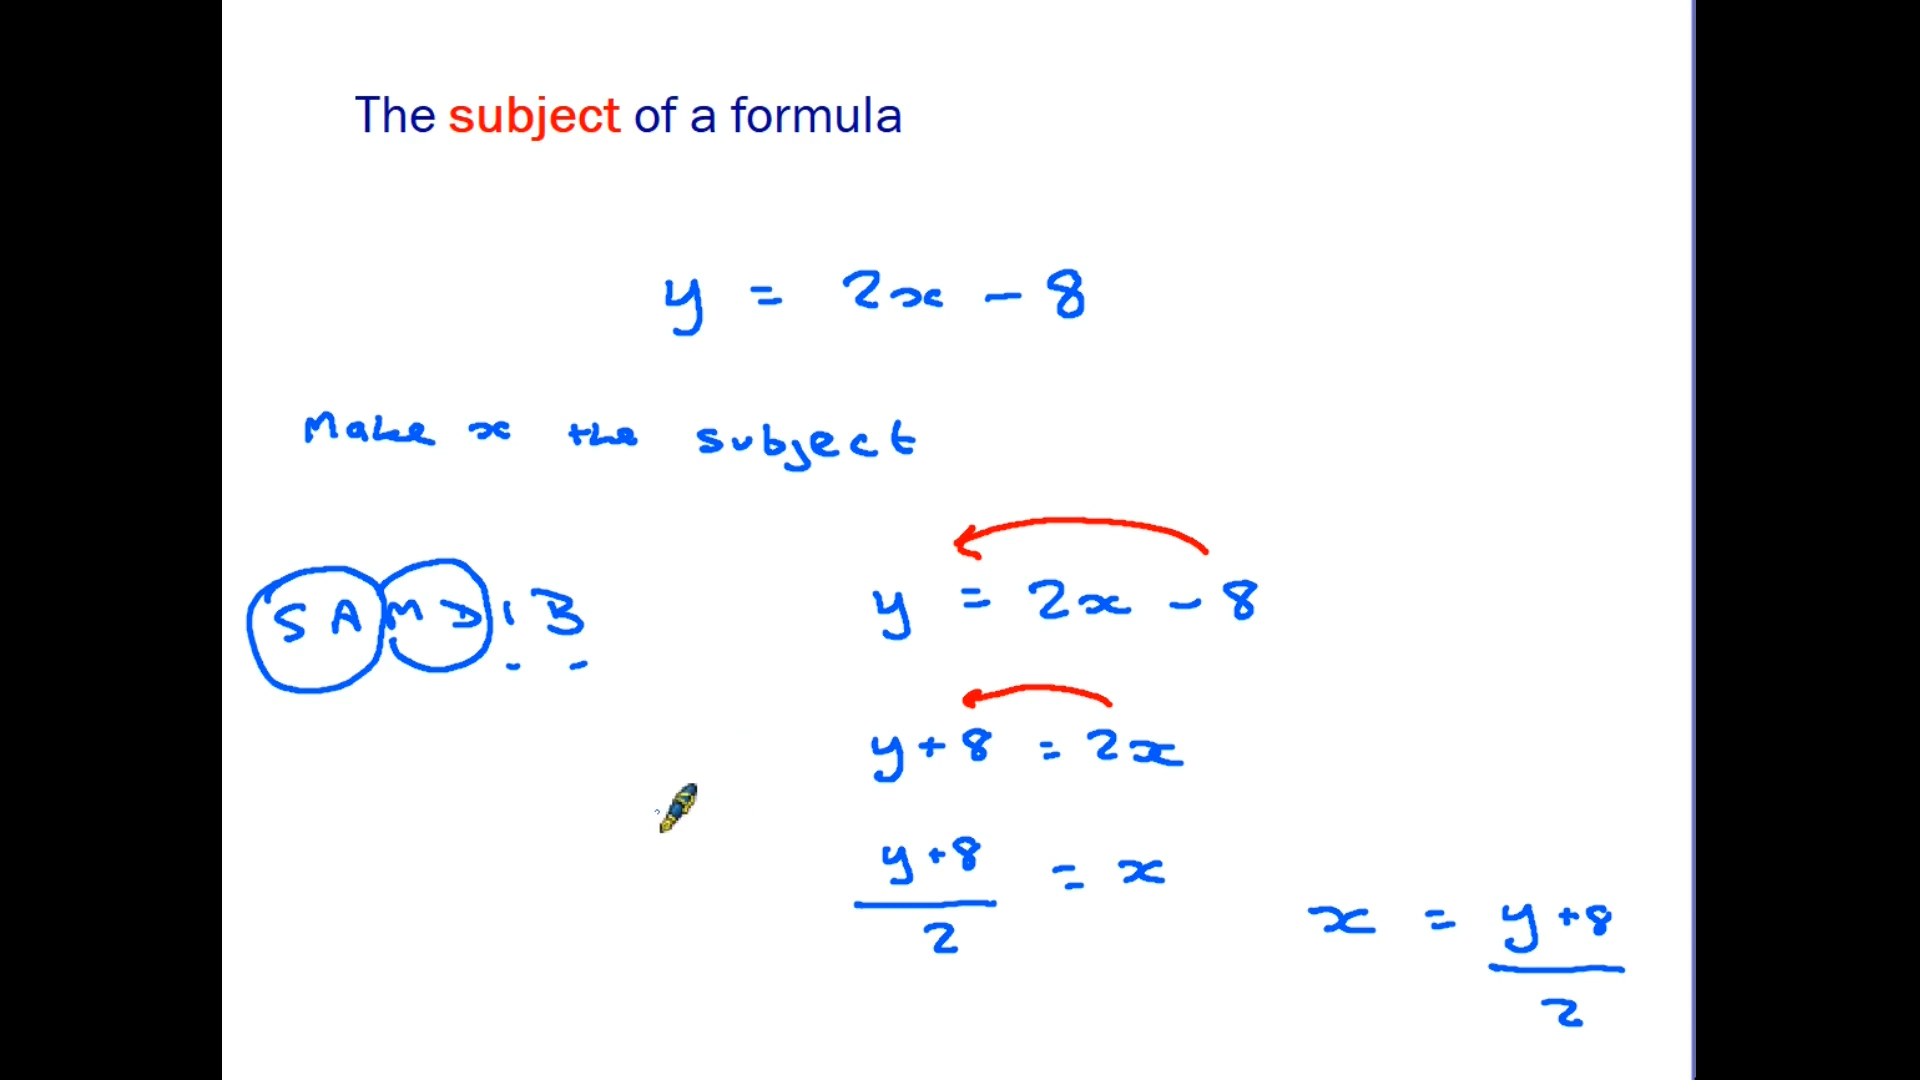 The subject of a formula
y = 2x - 8
Make x the subject
SAMDIB
y = 2x - 8
y + 8 = 2x
y + 8
= x
2
x = y + 8
2